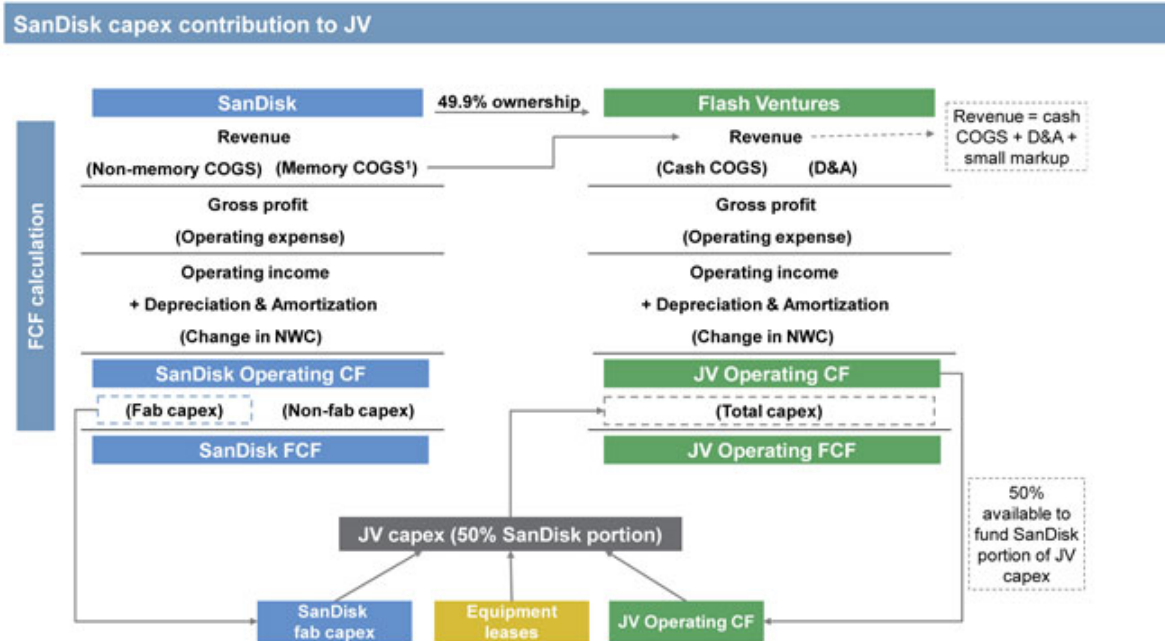 SanDisk capex contribution to JV
FCF calculation
SanDisk
49.9% ownership
Flash Ventures
Revenue
(Non-memory COGS) (Memory COGS¹)
Gross profit
(Operating expense)
Operating income
+ Depreciation & Amortization
(Change in NWC)
SanDisk Operating CF
(Fab capex) (Non-fab capex)
SanDisk FCF
Revenue
(Cash COGS) (D&A)
Gross profit
(Operating expense)
Operating income
+ Depreciation & Amortization
(Change in NWC)
JV Operating CF
(Total capex)
JV Operating FCF
Revenue = cash
COGS + D&A +
small markup
50%
available to
fund SanDisk
portion of JV
capex
JV capex (50% SanDisk portion)
SanDisk
fab capex
Equipment
leases
JV Operating CF